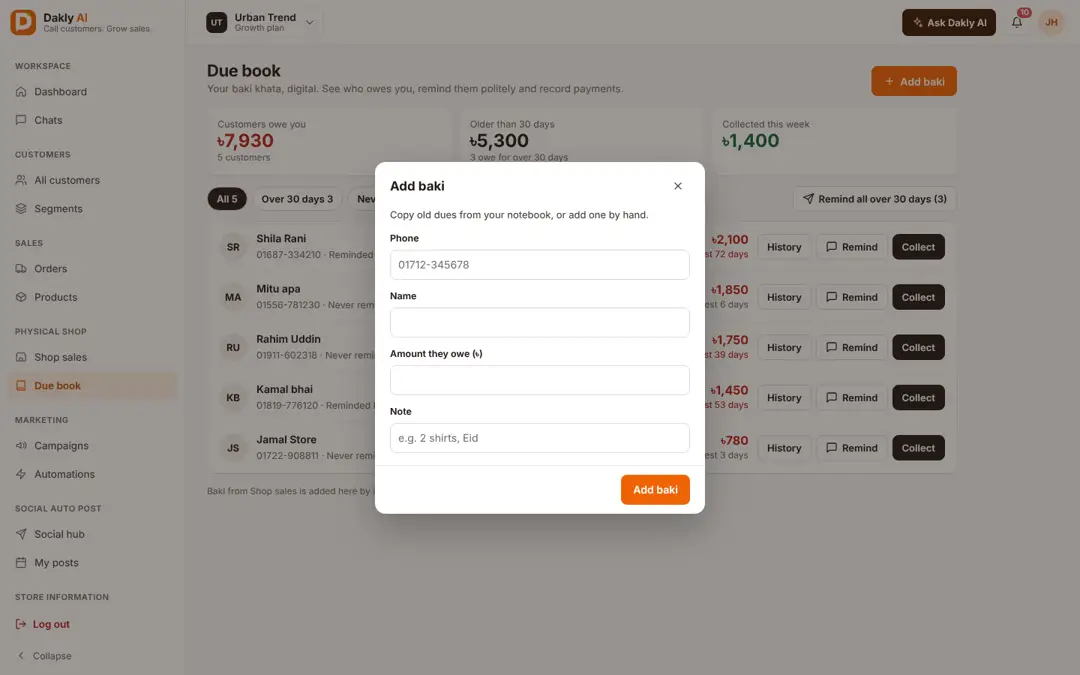 Dakly AI
Call customers. Grow sales.
UT
Urban Trend
Growth plan
Ask Dakly AI
10
JH
WORKSPACE
Dashboard
Chats
CUSTOMERS
All customers
Segments
SALES
Orders
Products
PHYSICAL SHOP
Shop sales
Due book
MARKETING
Campaigns
Automations
SOCIAL AUTO POST
Social hub
My posts
STORE INFORMATION
Log out
Collapse
Due book
Your baki khata, digital. See who owes you, remind them politely and record payments.
+ Add baki
Customers owe you
৳7,930
5 customers
Older than 30 days
৳5,300
3 owe for over 30 days
Collected this week
৳1,400
All 5
Over 30 days 3
Remind all over 30 days (3)
SR
Shila Rani
01687-334210 · Reminded
৳2,100
72 days
History
Remind
Collect
MA
Mitu apa
01556-781230 · Never
৳1,850
6 days
History
Remind
Collect
RU
Rahim Uddin
01911-602318 · Never
৳1,750
39 days
History
Remind
Collect
KB
Kamal bhai
01819-776120 · Reminded
৳1,450
53 days
History
Remind
Collect
JS
Jamal Store
01722-908811 · Never
৳780
3 days
History
Remind
Collect
Baki from Shop sales is added here by
Add baki
Copy old dues from your notebook, or add one by hand.
Phone
01712-345678
Name
Amount they owe (৳)
Note
e.g. 2 shirts, Eid
Add baki